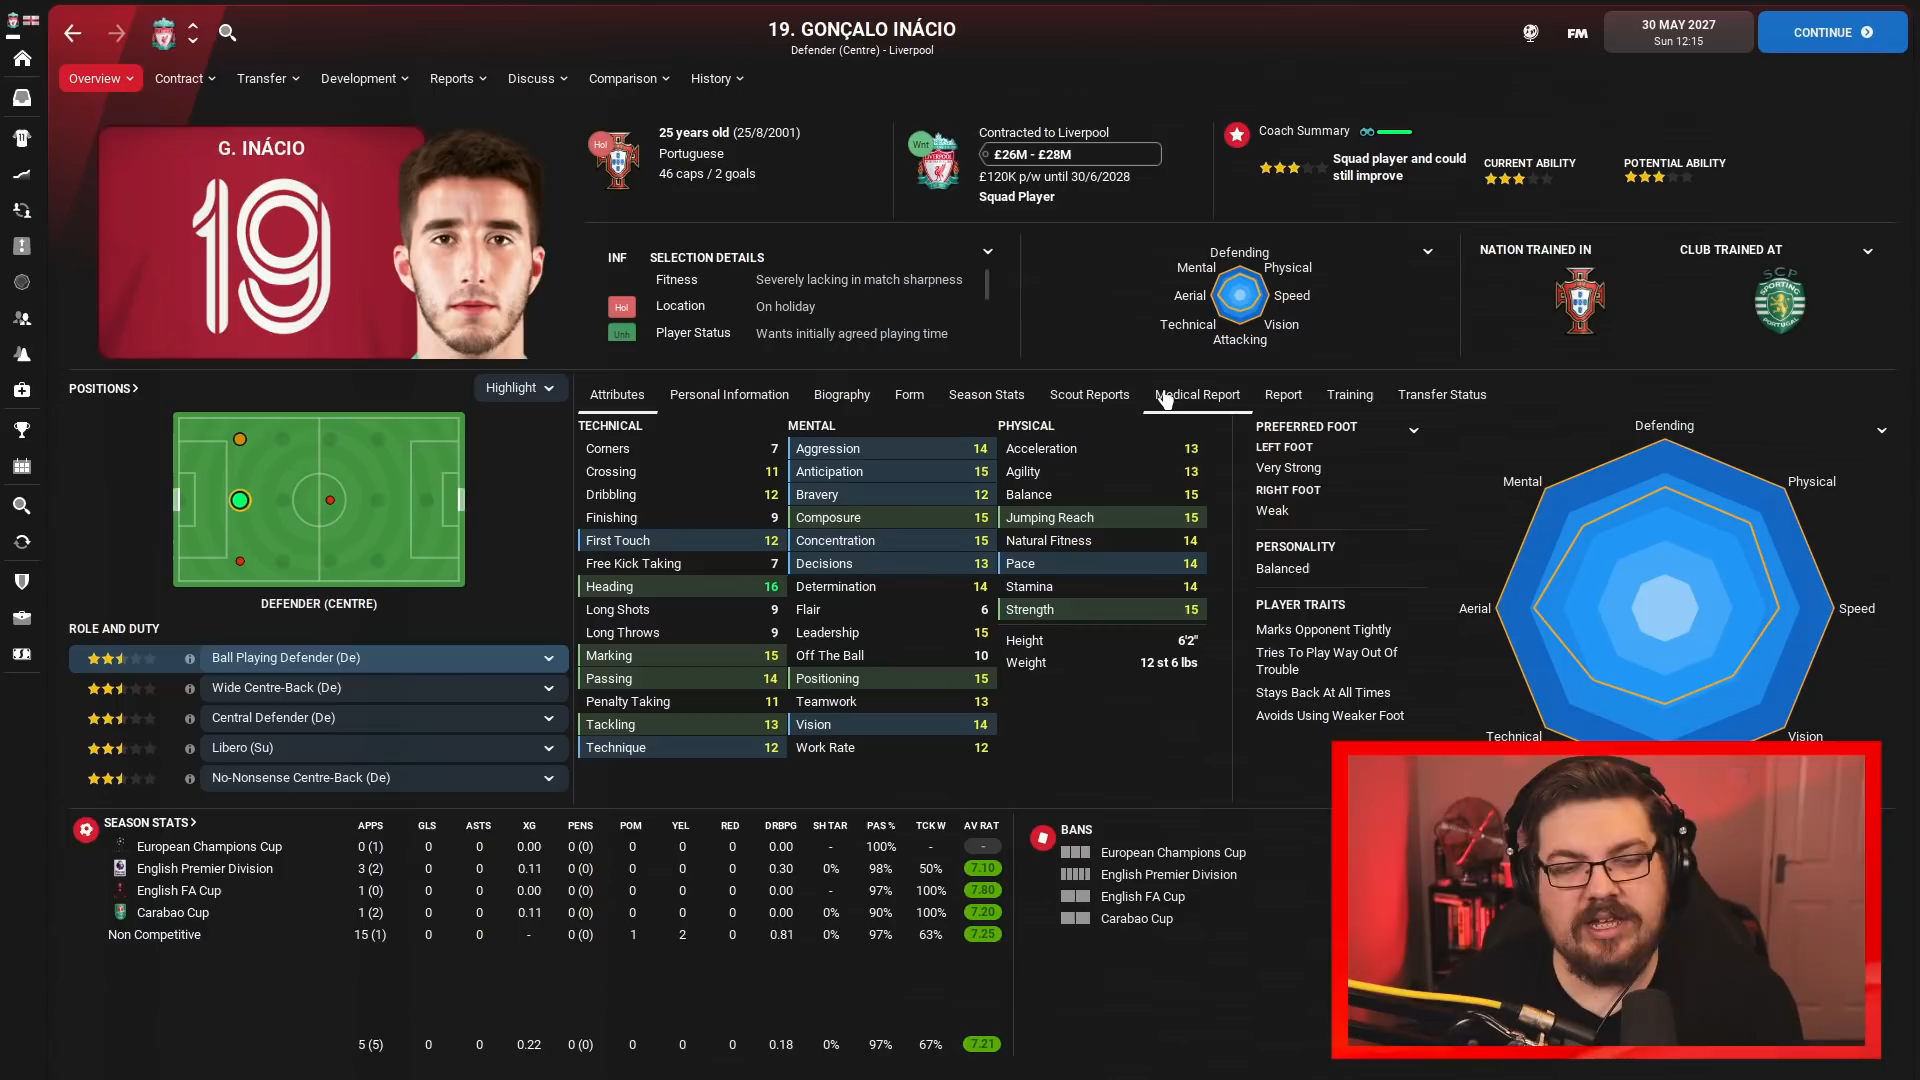 19. GONÇALO INÁCIO
Defender (Centre) - Liverpool
FM
30 MAY 2027
Sun 12:15
CONTINUE
Overview
Contract
Transfer
Development
Reports
Discuss
Comparison
History
G. INÁCIO
19
Hol
25 years old (25/8/2001)
Portuguese
46 caps / 2 goals
Wnt
Contracted to Liverpool
£26M - £28M
£120K p/w until 30/6/2028
Squad Player
Coach Summary
Squad player and could
still improve
CURRENT ABILITY
POTENTIAL ABILITY
INF SELECTION DETAILS
Fitness Severely lacking in match sharpness
Hol Location On holiday
Unh Player Status Wants initially agreed playing time
Defending
Mental Physical
Aerial Speed
Technical Vision
Attacking
NATION TRAINED IN
CLUB TRAINED AT
SCP
SPORTING
PORTUGAL
POSITIONS
Highlight
DEFENDER (CENTRE)
ROLE AND DUTY
Ball Playing Defender (De)
Wide Centre-Back (De)
Central Defender (De)
Libero (Su)
No-Nonsense Centre-Back (De)
Attributes
Personal Information
Biography
Form
Season Stats
Scout Reports
Medical Report
Report
Training
Transfer Status
TECHNICAL
Corners 7
Crossing 11
Dribbling 12
Finishing 9
First Touch 12
Free Kick Taking 7
Heading 16
Long Shots 9
Long Throws 9
Marking 15
Passing 14
Penalty Taking 11
Tackling 13
Technique 12
MENTAL
Aggression 14
Anticipation 15
Bravery 12
Composure 15
Concentration 15
Decisions 13
Determination 14
Flair 6
Leadership 15
Off The Ball 10
Positioning 15
Teamwork 13
Vision 14
Work Rate 12
PHYSICAL
Acceleration 13
Agility 13
Balance 15
Jumping Reach 15
Natural Fitness 14
Pace 14
Stamina 14
Strength 15
Height 6'2"
Weight 12 st 6 lbs
PREFERRED FOOT
LEFT FOOT
Very Strong
RIGHT FOOT
Weak
PERSONALITY
Balanced
PLAYER TRAITS
Marks Opponent Tightly
Tries To Play Way Out Of
Trouble
Stays Back At All Times
Avoids Using Weaker Foot
Defending
Mental Physical
Aerial Speed
Technical Vision
SEASON STATS APPS GLS ASTS XG PENS POM YEL RED DRBPG SH TAR PAS % TCK W AV RAT
European Champions Cup 0 (1) 0 0 0.00 0 (0) 0 0 0 0.00 - 100% - -
English Premier Division 3 (2) 0 0 0.11 0 (0) 0 0 0 0.30 0% 98% 50% 7.10
English FA Cup 1 (0) 0 0 0.00 0 (0) 0 0 0 0.00 - 97% 100% 7.80
Carabao Cup 1 (2) 0 0 0.11 0 (0) 0 0 0 0.00 0% 90% 100% 7.20
Non Competitive 15 (1) 0 0 - 0 (0) 1 2 0 0.81 0% 97% 63% 7.25
5 (5) 0 0 0.22 0 (0) 0 0 0 0.18 0% 97% 67% 7.21
BANS
European Champions Cup
English Premier Division
English FA Cup
Carabao Cup